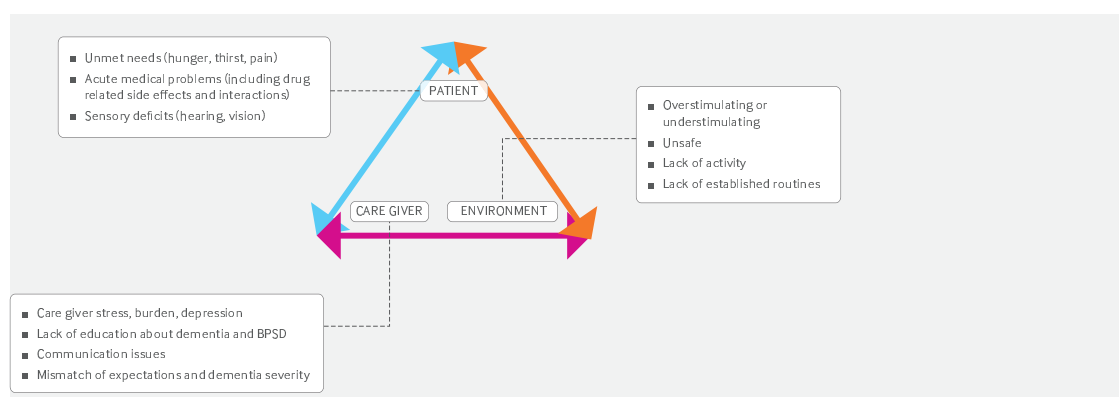 Unmet needs (hunger, thirst, pain)
Acute medical problems (including drug
related side effects and interactions)
Sensory deficits (hearing, vision)
PATIENT
Overstimulating or
understimulating
Unsafe
Lack of activity
Lack of established routines
CARE GIVER
ENVIRONMENT
Care giver stress, burden, depression
Lack of education about dementia and BPSD
Communication issues
Mismatch of expectations and dementia severity